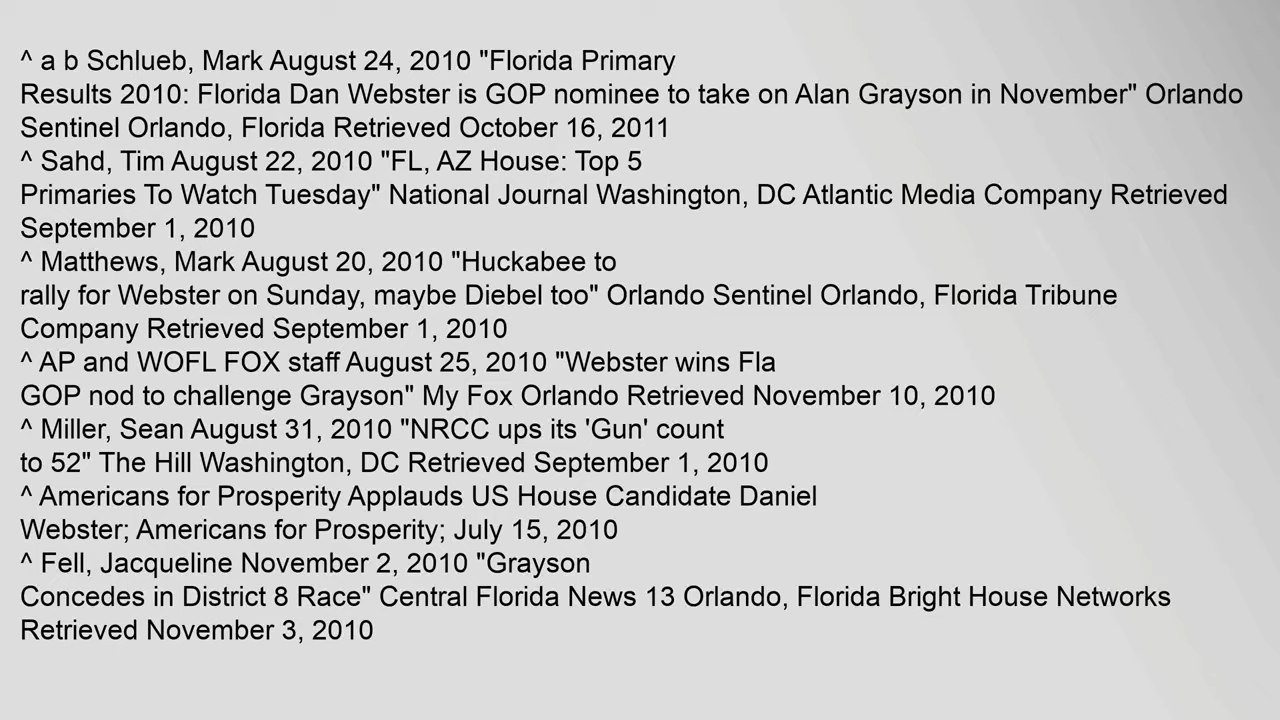 ^ a b Schlueb, Mark August 24, 2010 "Florida Primary
Results 2010: Florida Dan Webster is GOP nominee to take on Alan Grayson in November" Orlando
Sentinel Orlando, Florida Retrieved October 16, 2011
^ Sahd, Tim August 22, 2010 "FL, AZ House: Top 5
Primaries To Watch Tuesday" National Journal Washington, DC Atlantic Media Company Retrieved
September 1, 2010
^ Matthews, Mark August 20, 2010 "Huckabee to
rally for Webster on Sunday, maybe Diebel too" Orlando Sentinel Orlando, Florida Tribune
Company Retrieved September 1, 2010
^ AP and WOFL FOX staff August 25, 2010 "Webster wins Fla
GOP nod to challenge Grayson" My Fox Orlando Retrieved November 10, 2010
^ Miller, Sean August 31, 2010 "NRCC ups its 'Gun' count
to 52" The Hill Washington, DC Retrieved September 1, 2010
^ Americans for Prosperity Applauds US House Candidate Daniel
Webster; Americans for Prosperity; July 15, 2010
^ Fell, Jacqueline November 2, 2010 "Grayson
Concedes in District 8 Race" Central Florida News 13 Orlando, Florida Bright House Networks
Retrieved November 3, 2010